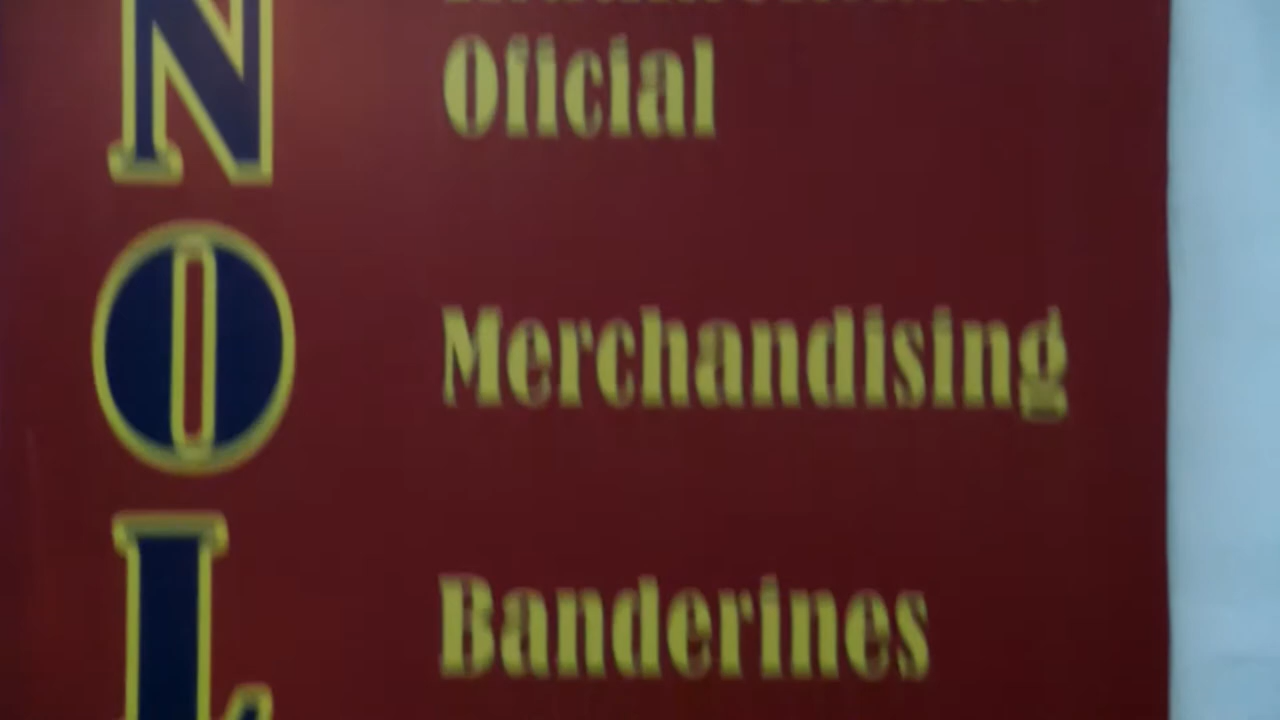 Oficial
Merchandising
Banderines
N
O
L